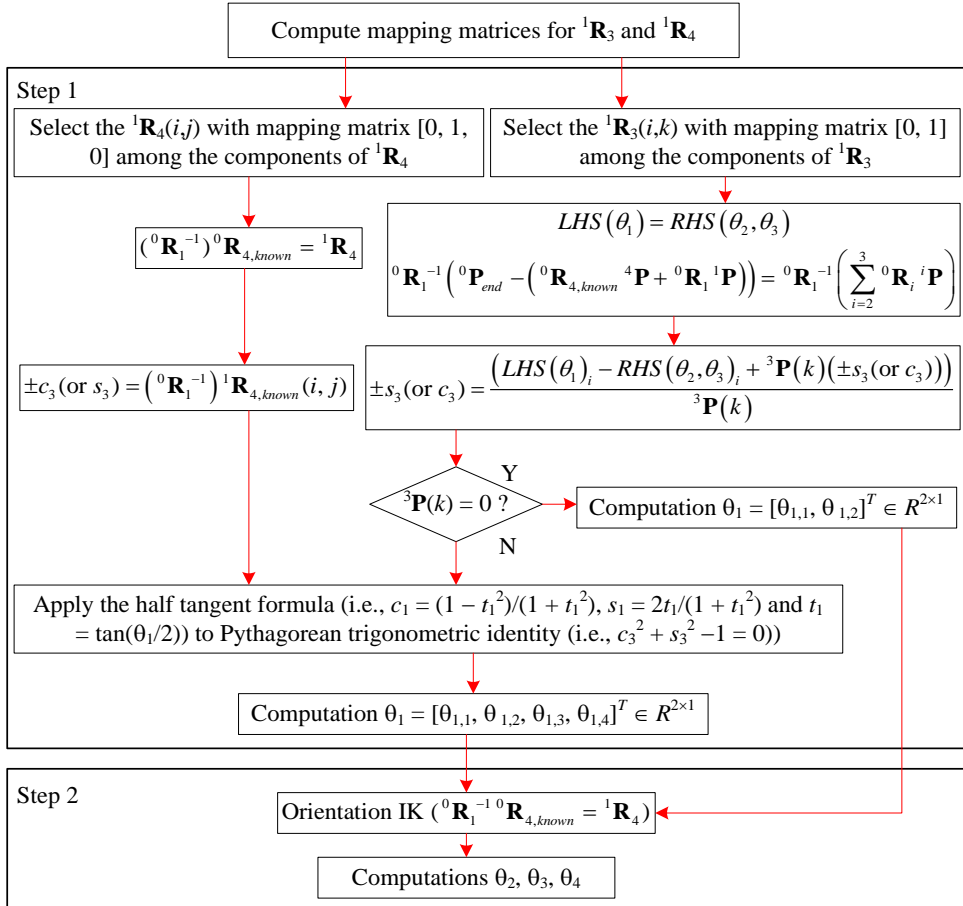 Compute mapping matrices for ¹R₃ and ¹R₄
Step 1
Select the ¹R₄(i,j) with mapping matrix [0, 1,
0] among the components of ¹R₄
Select the ¹R₃(i,k) with mapping matrix [0, 1]
among the components of ¹R₃
(⁰R₁⁻¹)⁰R₄,known = ¹R₄
LHS(θ₁) = RHS(θ₂,θ₃)
⁰R₁⁻¹(⁰P_end − (⁰R₄,known ⁴P + ⁰R₁ ¹P)) = ⁰R₁⁻¹(∑_{i=2}^{3} ⁰R_i ^iP)
±c₃(or s₃) = (⁰R₁⁻¹) ¹R₄,known(i, j)
±s₃(or c₃) = (LHS(θ₁)_i − RHS(θ₂,θ₃)_i + ³P(k)(±s₃(or c₃))) / ³P(k)
³P(k) = 0 ?
Y
N
Computation θ₁ = [θ₁,₁, θ₁,₂]ᵀ ∈ R²ˣ¹
Apply the half tangent formula (i.e., c₁ = (1 − t₁²)/(1 + t₁²), s₁ = 2t₁/(1 + t₁²) and t₁
= tan(θ₁/2)) to Pythagorean trigonometric identity (i.e., c₃² + s₃² −1 = 0))
Computation θ₁ = [θ₁,₁, θ₁,₂, θ₁,₃, θ₁,₄]ᵀ ∈ R²ˣ¹
Step 2
Orientation IK (⁰R₁⁻¹ ⁰R₄,known = ¹R₄)
Computations θ₂, θ₃, θ₄